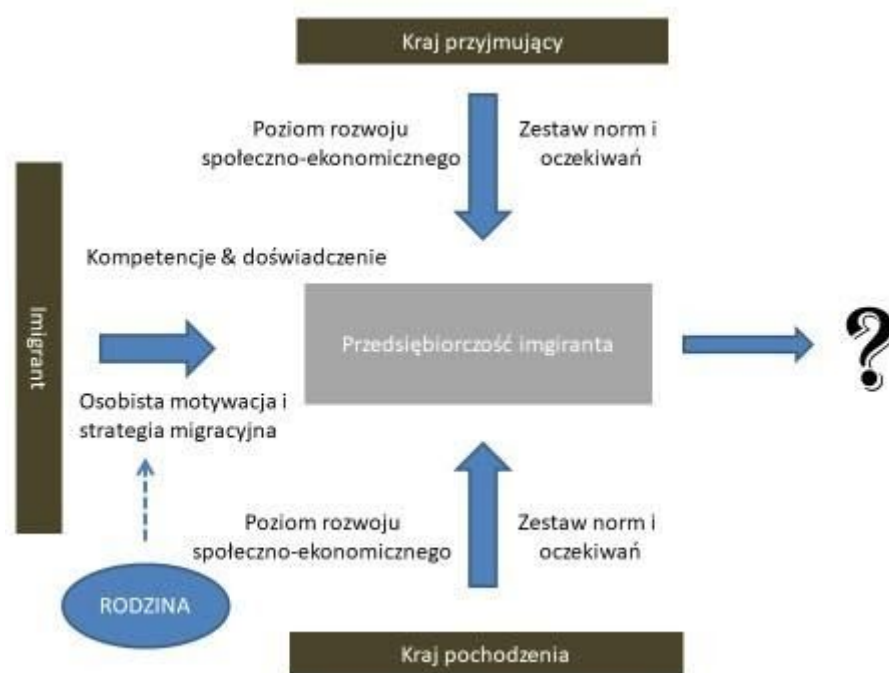 Kraj przyjmujący
Poziom rozwoju
społeczno-ekonomicznego
Zestaw norm i
oczekiwań
Imigrant
Kompetencje & doświadczenie
Przedsiębiorczość imgiranta
?
Osobista motywacja i
strategia migracyjna
Poziom rozwoju
społeczno-ekonomicznego
Zestaw norm i
oczekiwań
RODZINA
Kraj pochodzenia